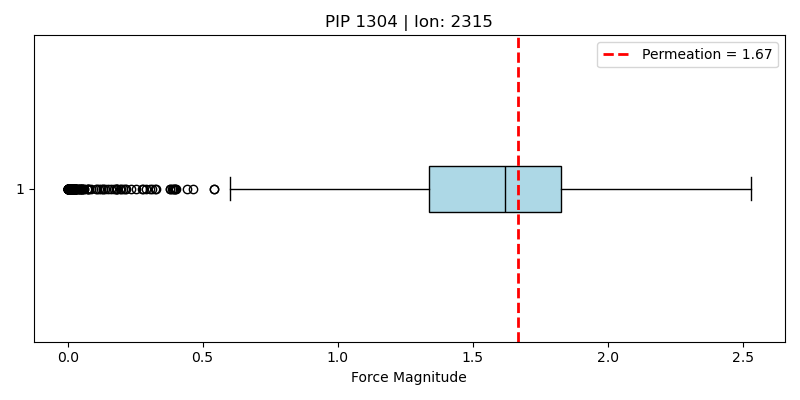 PIP 1304 | Ion: 2315
Permeation = 1.67
1
0.0 0.5 1.0 1.5 2.0 2.5
Force Magnitude